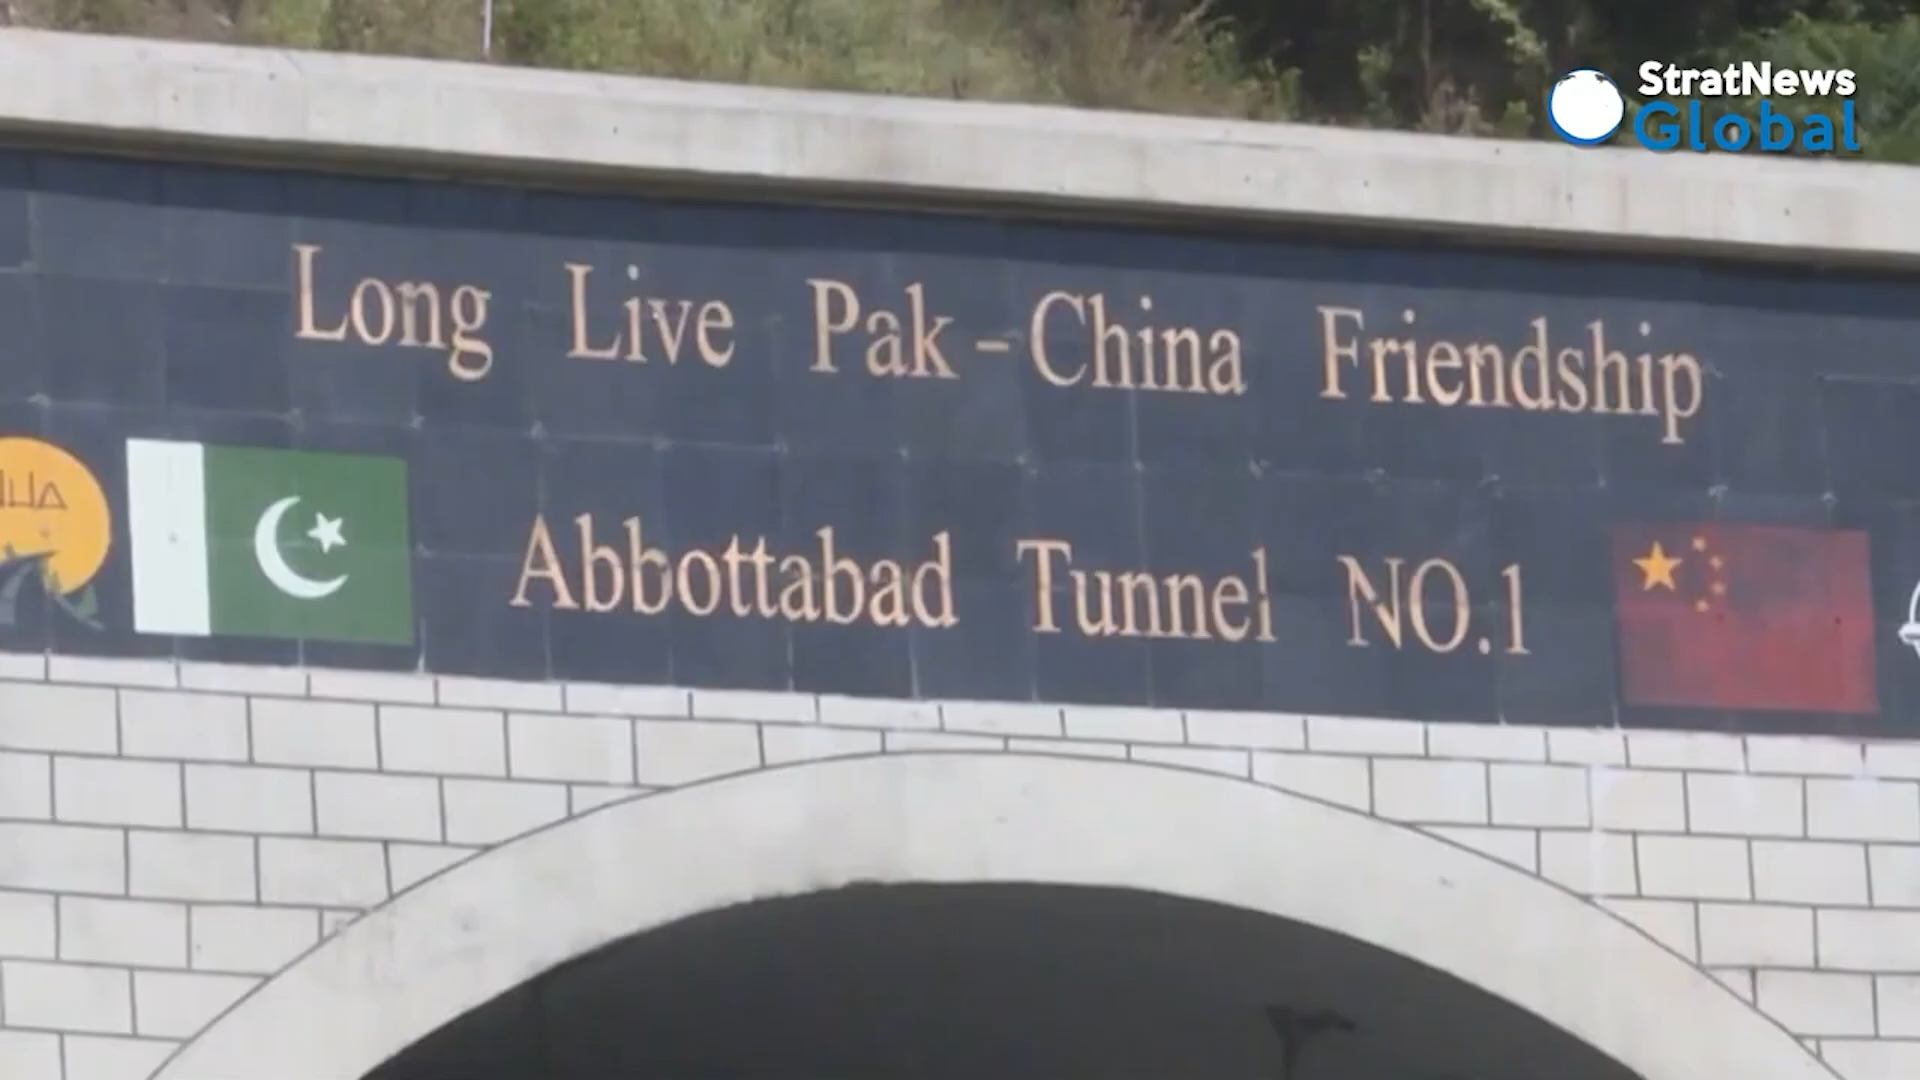 StratNews
Global
Long Live Pak-China Friendship
Abbottabad Tunnel NO.1